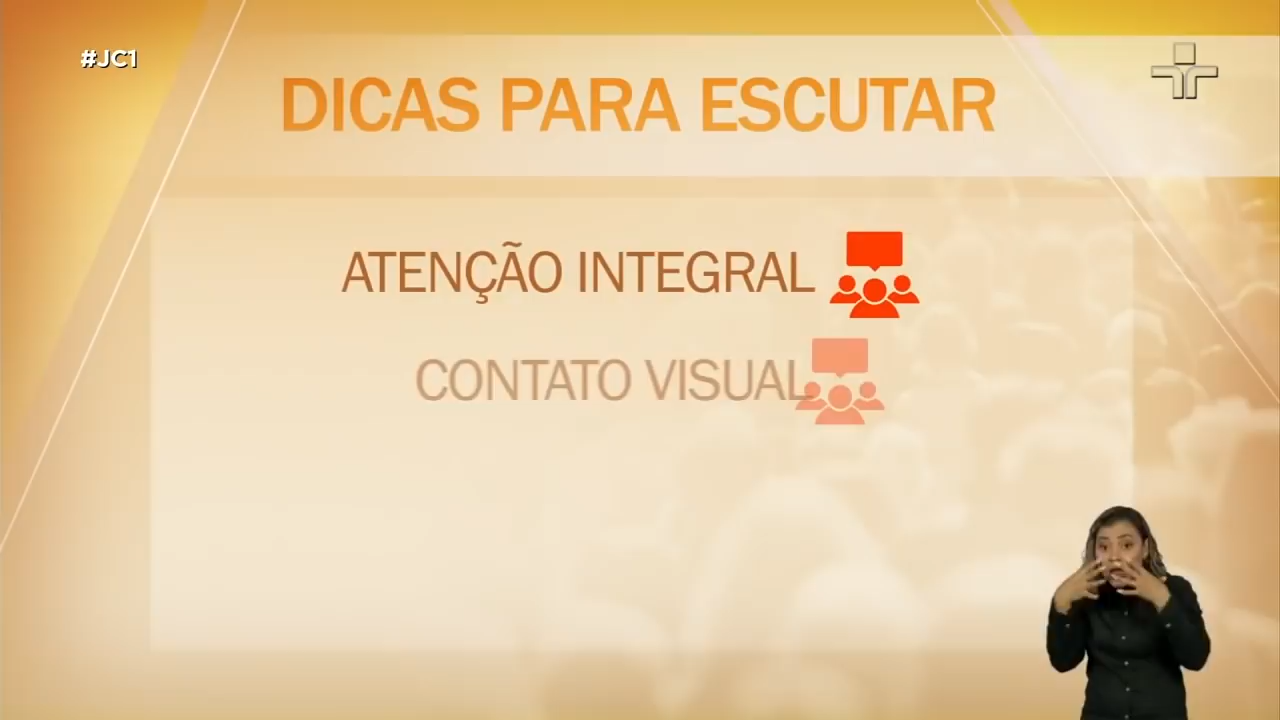 #JC1
DICAS PARA ESCUTAR
ATENÇÃO INTEGRAL
CONTATO VISUAL